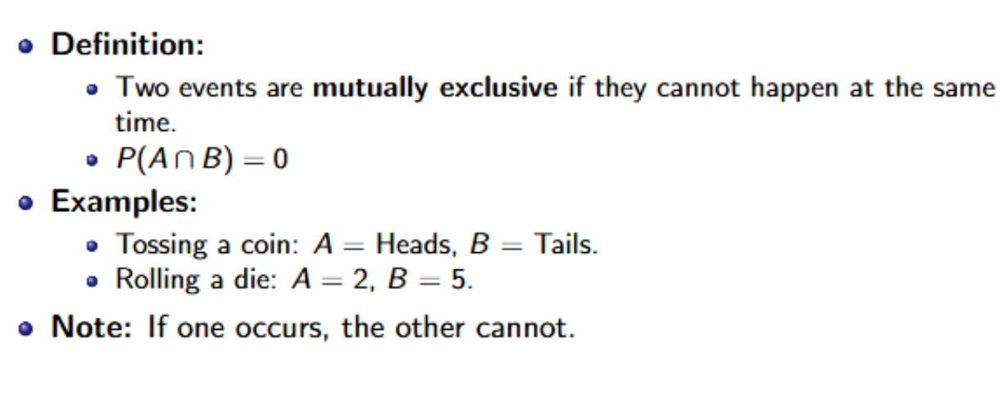 Definition:
Two events are mutually exclusive if they cannot happen at the same
time.
P(A ∩ B) = 0
Examples:
Tossing a coin: A = Heads, B = Tails.
Rolling a die: A = 2, B = 5.
Note: If one occurs, the other cannot.